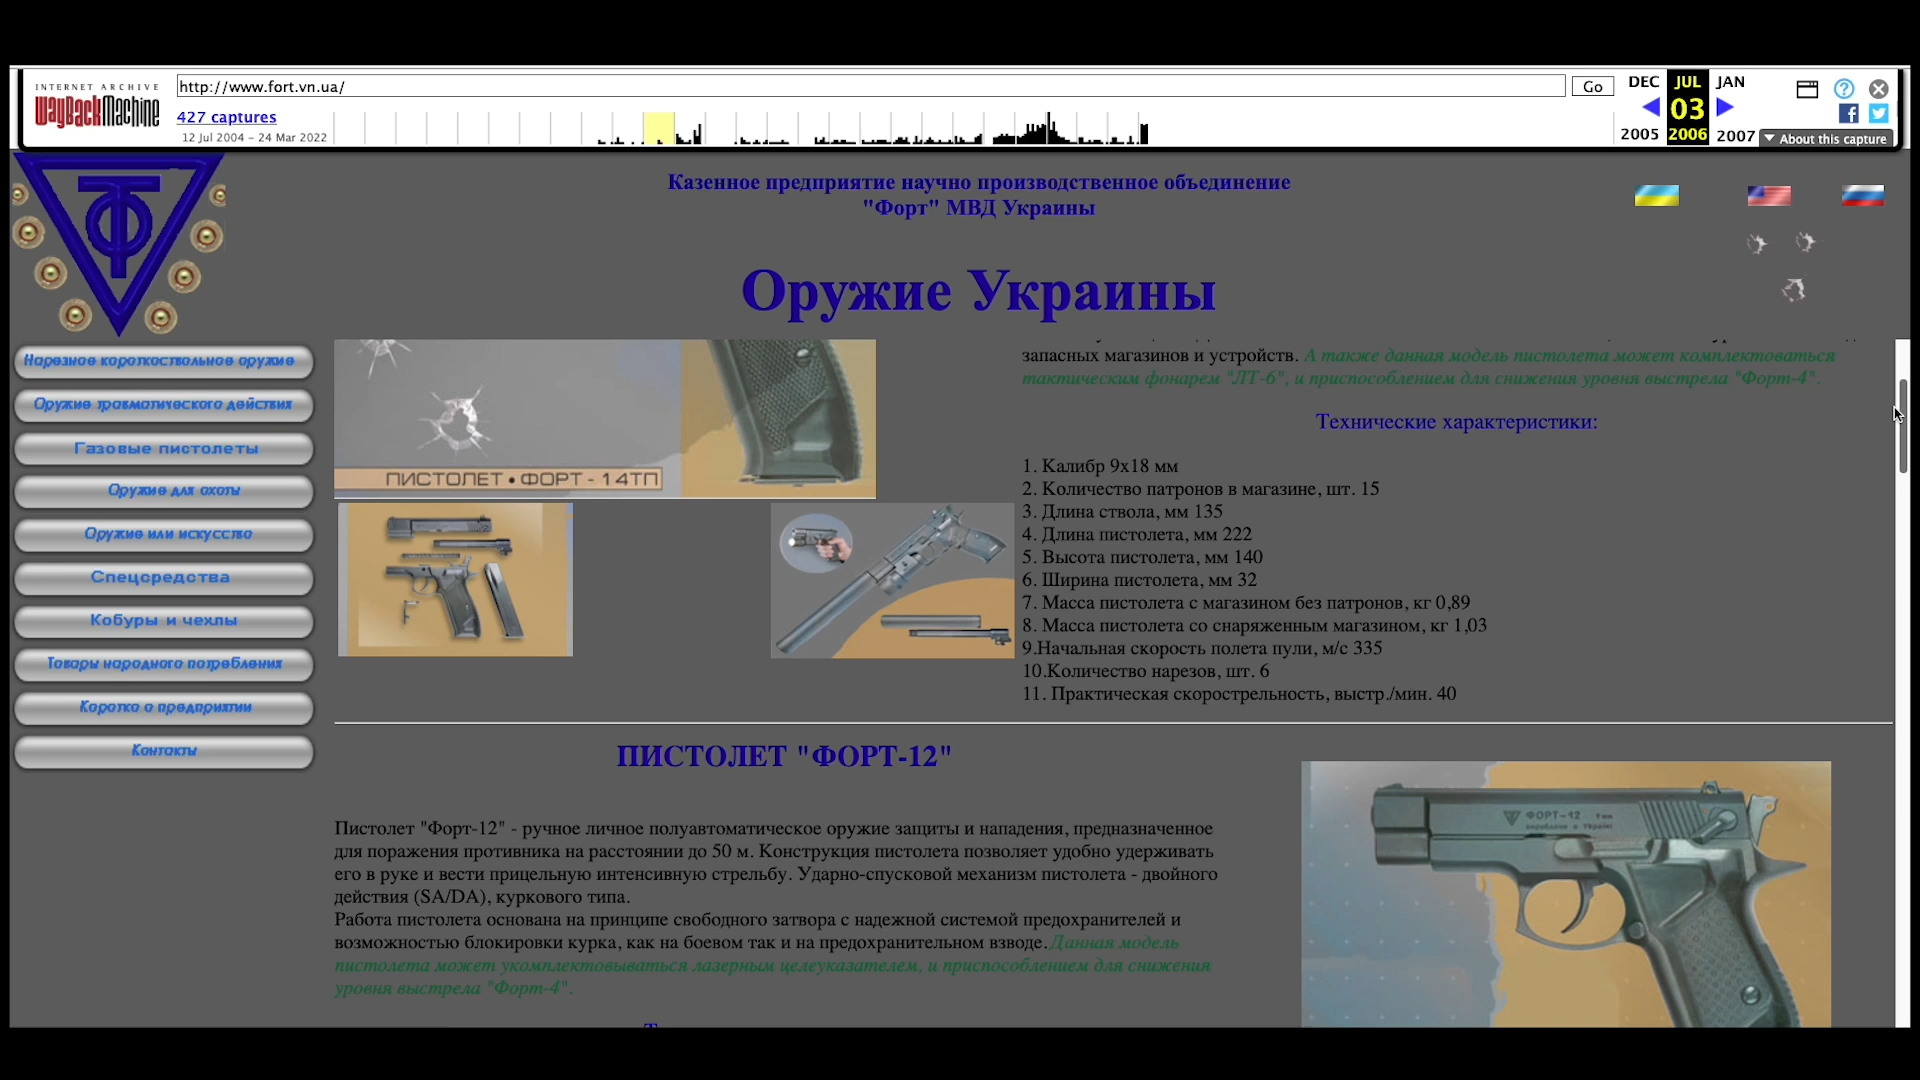 INTERNET ARCHIVE
WayBackMachine
http://www.fort.vn.ua/
Go
427 captures
12 Jul 2004 – 24 Mar 2022
DEC
JUL
JAN
03
2005
2006
2007
About this capture
Казенное предприятие научно производственное объединение
"Форт" МВД Украины
Оружие Украины
Нарезное короткоствольное оружие
Оружие травматического действия
Газовые пистолеты
Оружие для охоты
Оружие или искусство
Спецсредства
Кобуры и чехлы
Товары народного потребления
Коротко о предприятии
Контакты
ПИСТОЛЕТ • ФОРТ - 14ТП
запасных магазинов и устройств. А также данная модель пистолета может комплектоваться
тактическим фонарем "ЛТ-6", и приспособлением для снижения уровня выстрела "Форт-4".
Технические характеристики:
1. Калибр 9х18 мм
2. Количество патронов в магазине, шт. 15
3. Длина ствола, мм 135
4. Длина пистолета, мм 222
5. Высота пистолета, мм 140
6. Ширина пистолета, мм 32
7. Масса пистолета с магазином без патронов, кг 0,89
8. Масса пистолета со снаряженным магазином, кг 1,03
9.Начальная скорость полета пули, м/с 335
10.Количество нарезов, шт. 6
11. Практическая скорострельность, выстр./мин. 40
ПИСТОЛЕТ "ФОРТ-12"
Пистолет "Форт-12" - ручное личное полуавтоматическое оружие защиты и нападения, предназначенное
для поражения противника на расстоянии до 50 м. Конструкция пистолета позволяет удобно удерживать
его в руке и вести прицельную интенсивную стрельбу. Ударно-спусковой механизм пистолета - двойного
действия (SA/DA), куркового типа.
Работа пистолета основана на принципе свободного затвора с надежной системой предохранителей и
возможностью блокировки курка, как на боевом так и на предохранительном взводе.Данная модель
пистолета может укомплектовываться лазерным целеуказателем, и приспособлением для снижения
уровня выстрела "Форт-4".
ФОРТ-12